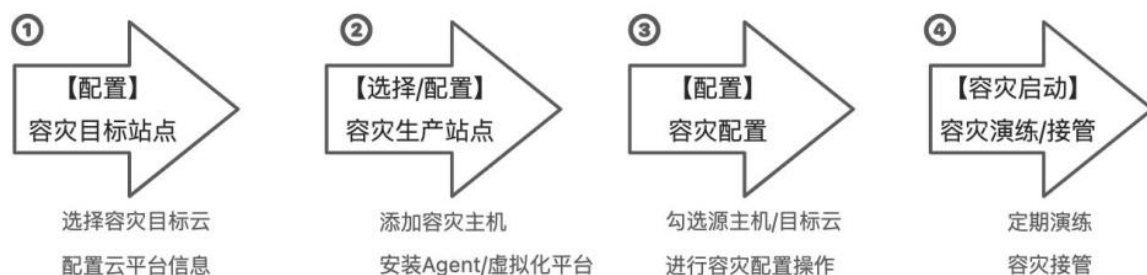 ①
【配置】
容灾目标站点
选择容灾目标云
配置云平台信息
②
【选择/配置】
容灾生产站点
添加容灾主机
安装Agent/虚拟化平台
③
【配置】
容灾配置
勾选源主机/目标云
进行容灾配置操作
④
【容灾启动】
容灾演练/接管
定期演练
容灾接管